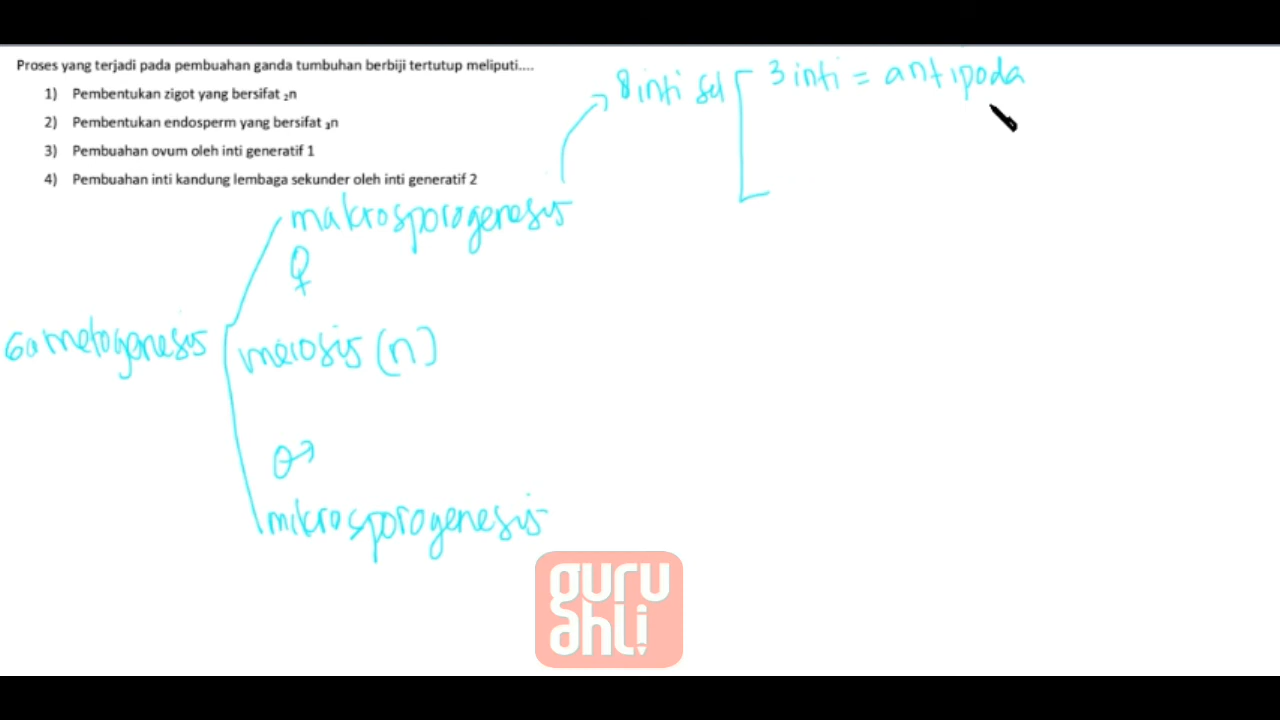 Proses yang terjadi pada pembuahan ganda tumbuhan berbiji tertutup meliputi....
1) Pembentukan zigot yang bersifat ₂n
2) Pembentukan endosperm yang bersifat ₃n
3) Pembuahan ovum oleh inti generatif 1
4) Pembuahan inti kandung lembaga sekunder oleh inti generatif 2
8 inti sel
3 inti = antipoda
makrosporogenesis
♀
Gametogenesis
meiosis (n)
♂
mikrosporogenesis
guru
ahli